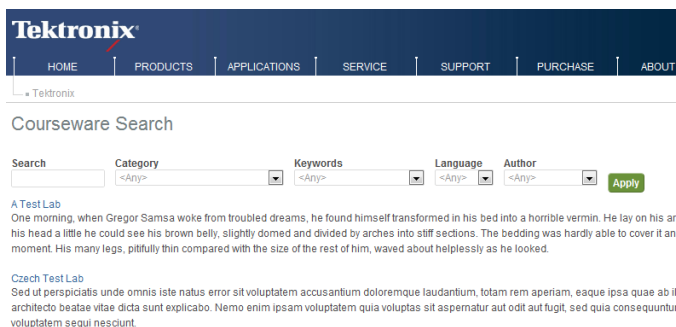 Tektronix
HOME PRODUCTS APPLICATIONS SERVICE SUPPORT PURCHASE ABOUT
Tektronix
Courseware Search
Search Category Keywords Language Author
<Any> <Any> <Any> <Any> Apply
A Test Lab
One morning, when Gregor Samsa woke from troubled dreams, he found himself transformed in his bed into a horrible vermin. He lay on his ar
his head a little he could see his brown belly, slightly domed and divided by arches into stiff sections. The bedding was hardly able to cover it an
moment. His many legs, pitifully thin compared with the size of the rest of him, waved about helplessly as he looked.
Czech Test Lab
Sed ut perspiciatis unde omnis iste natus error sit voluptatem accusantium doloremque laudantium, totam rem aperiam, eaque ipsa quae ab il
architecto beatae vitae dicta sunt explicabo. Nemo enim ipsam voluptatem quia voluptas sit aspernatur aut odit aut fugit, sed quia consequuntur
voluptatem sequi nesciunt.